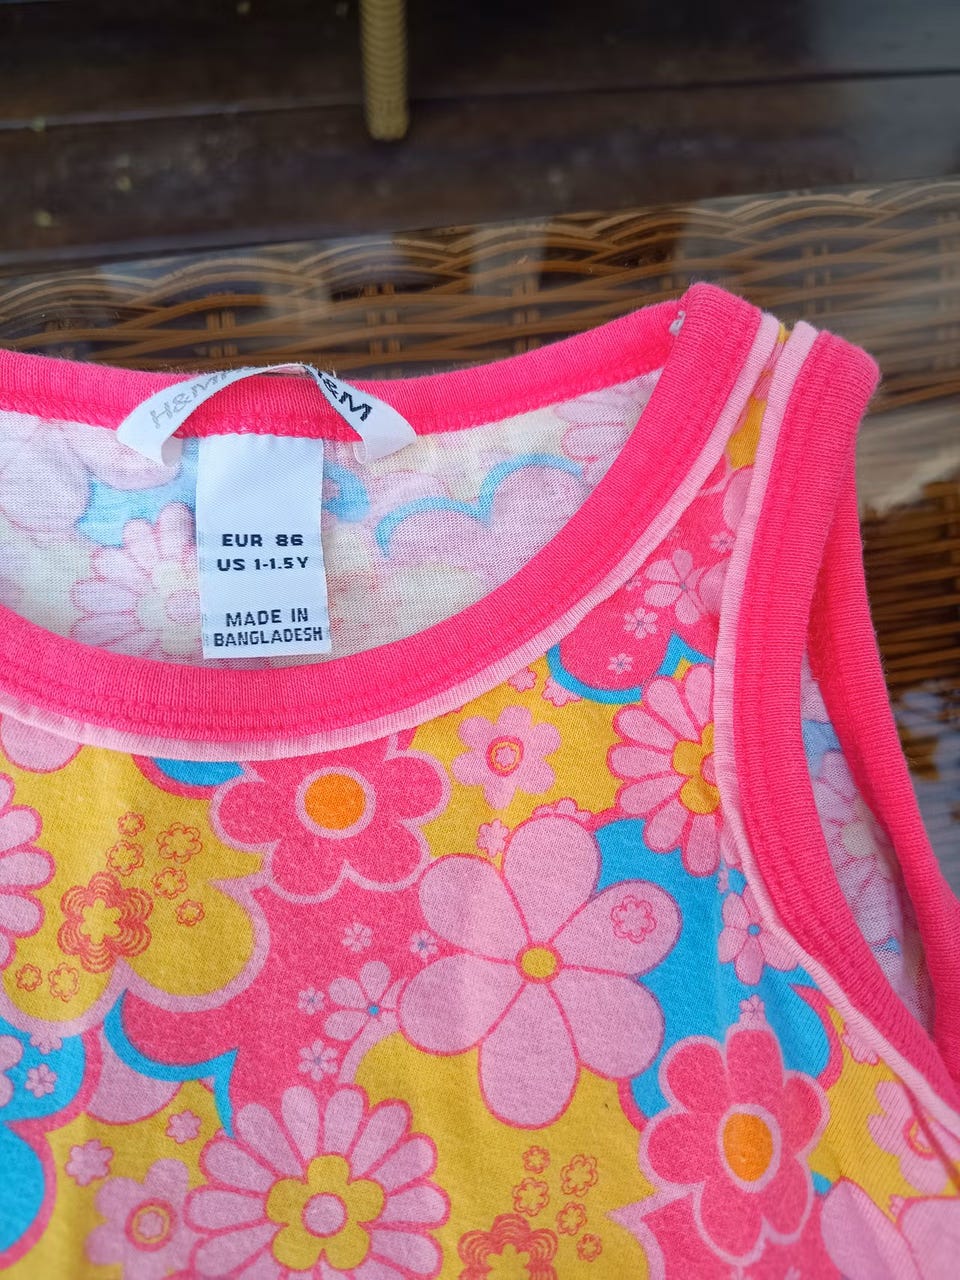 H&M
H&M
EUR 86
US 1-1.5Y
MADE IN
BANGLADESH